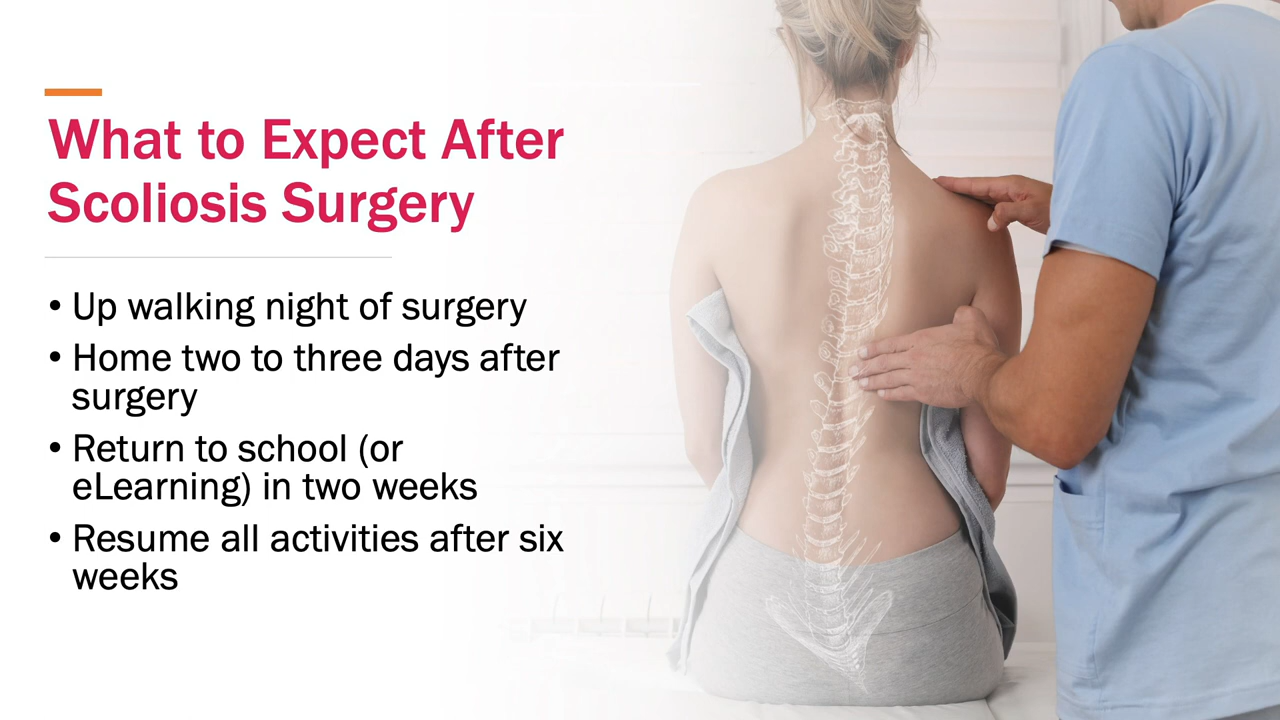 What to Expect After
Scoliosis Surgery
• Up walking night of surgery
• Home two to three days after
surgery
• Return to school (or
eLearning) in two weeks
• Resume all activities after six
weeks